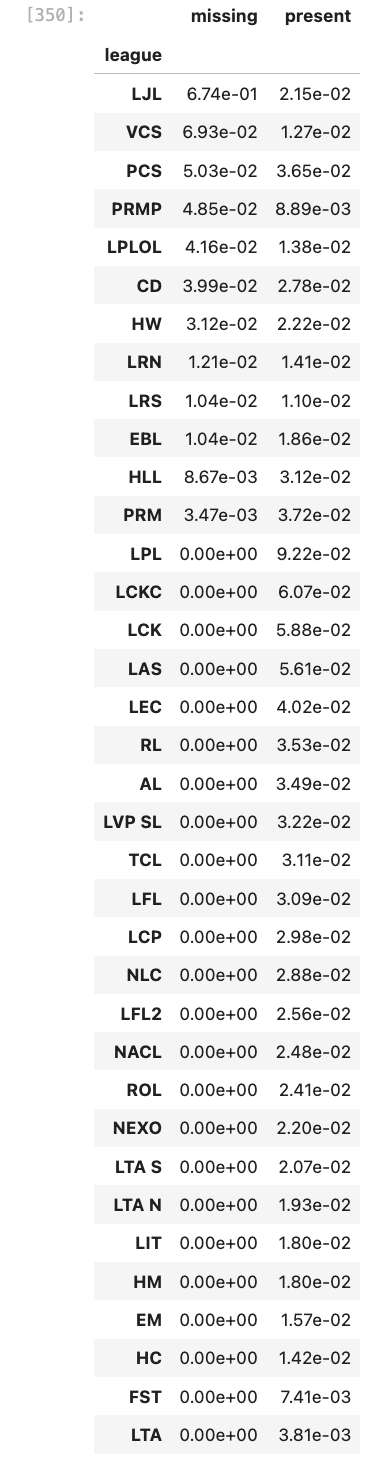 [350]:
missing present
league
LJL 6.74e-01 2.15e-02
VCS 6.93e-02 1.27e-02
PCS 5.03e-02 3.65e-02
PRMP 4.85e-02 8.89e-03
LPLOL 4.16e-02 1.38e-02
CD 3.99e-02 2.78e-02
HW 3.12e-02 2.22e-02
LRN 1.21e-02 1.41e-02
LRS 1.04e-02 1.10e-02
EBL 1.04e-02 1.86e-02
HLL 8.67e-03 3.12e-02
PRM 3.47e-03 3.72e-02
LPL 0.00e+00 9.22e-02
LCKC 0.00e+00 6.07e-02
LCK 0.00e+00 5.88e-02
LAS 0.00e+00 5.61e-02
LEC 0.00e+00 4.02e-02
RL 0.00e+00 3.53e-02
AL 0.00e+00 3.49e-02
LVP SL 0.00e+00 3.22e-02
TCL 0.00e+00 3.11e-02
LFL 0.00e+00 3.09e-02
LCP 0.00e+00 2.98e-02
NLC 0.00e+00 2.88e-02
LFL2 0.00e+00 2.56e-02
NACL 0.00e+00 2.48e-02
ROL 0.00e+00 2.41e-02
NEXO 0.00e+00 2.20e-02
LTA S 0.00e+00 2.07e-02
LTA N 0.00e+00 1.93e-02
LIT 0.00e+00 1.80e-02
HM 0.00e+00 1.80e-02
EM 0.00e+00 1.57e-02
HC 0.00e+00 1.42e-02
FST 0.00e+00 7.41e-03
LTA 0.00e+00 3.81e-03